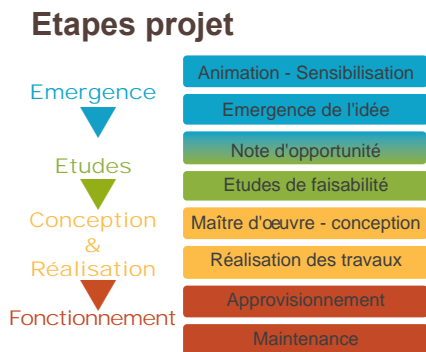 Etapes projet
Emergence
Etudes
Conception
&
Réalisation
Fonctionnement
Animation - Sensibilisation
Emergence de l'idée
Note d'opportunité
Etudes de faisabilité
Maître d'œuvre - conception
Réalisation des travaux
Approvisionnement
Maintenance